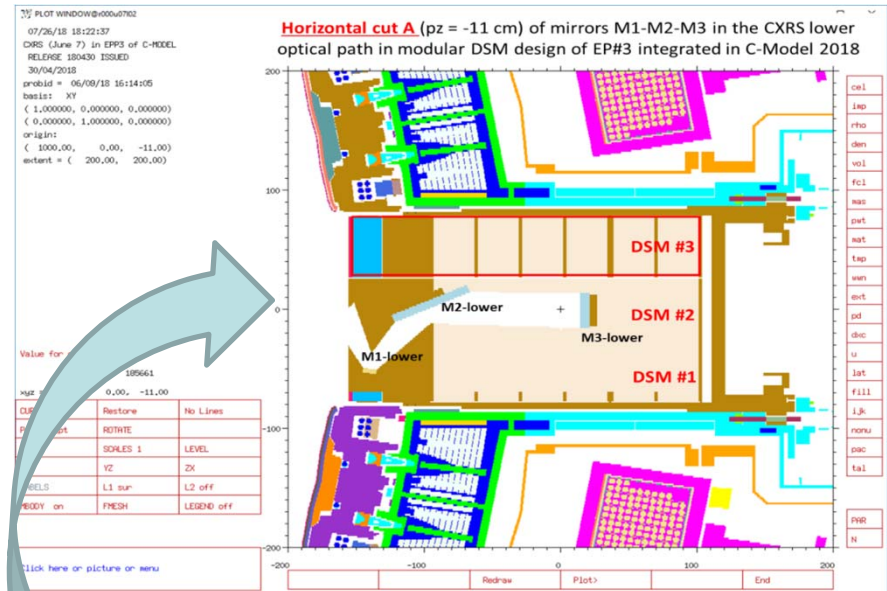 PLOT WINDOW@r000u07l02
07/26/18 18:22:37
CXRS (June 7) in EPP3 of C-MODEL
RELEASE 180430 ISSUED
30/04/2018
probid = 06/08/18 16:14:05
basis: XY
( 1.000000, 0.000000, 0.000000)
( 0.000000, 1.000000, 0.000000)
origin:
( 1000.00, 0.00, -11.00)
extent = ( 200.00, 200.00)
Horizontal cut A (pz = -11 cm) of mirrors M1-M2-M3 in the CXRS lower
optical path in modular DSM design of EP#3 integrated in C-Model 2018
200
100
0
-100
-200
-200 -100 0 100 200
DSM #3
DSM #2
DSM #1
M2-lower
M3-lower
M1-lower
Value for
185661
xyz
0.00, -11.00
Restore No Lines
ROTATE
SCALES 1 LEVEL
YZ ZX
L1 sur L2 off
MBODY on FMESH LEGEND off
Click here or picture or menu
Redraw Plot> End
cel
imp
rho
den
vol
fcl
mas
pwt
mat
tmp
wwn
ext
pd
dxc
u
lat
fill
ijk
nonu
pac
tal
PAR
N